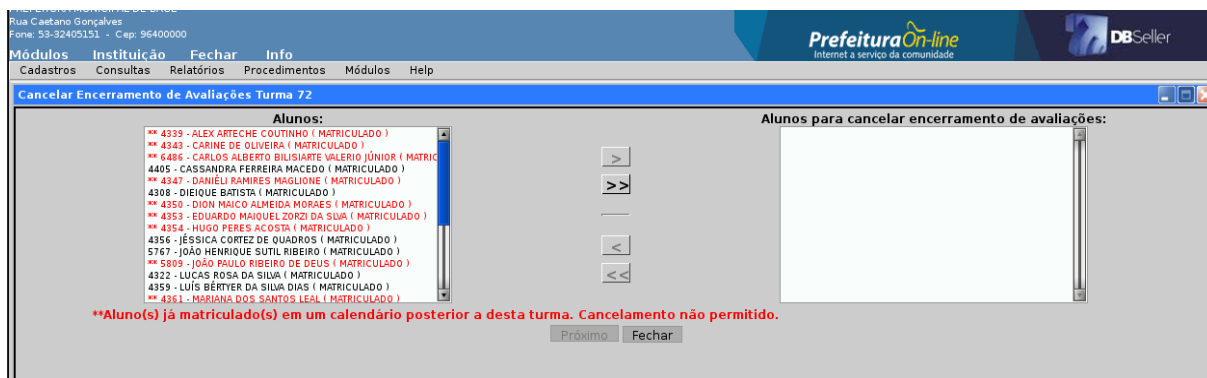 PREFEITURA MUNICIPAL DE BAGE
Rua Caetano Gonçalves
Fone: 53-32405151 - Cep: 96400000
Módulos Instituição Fechar Info
Prefeitura On-line
Internet a serviço da comunidade
DBSeller
Cadastros Consultas Relatórios Procedimentos Módulos Help
Cancelar Encerramento de Avaliações Turma 72
Alunos:
** 4339 - ALEX ARTECHE COUTINHO ( MATRICULADO )
** 4343 - CARINE DE OLIVEIRA ( MATRICULADO )
** 6486 - CARLOS ALBERTO BILISIARTE VALERIO JÚNIOR ( MATRIC
4405 - CASSANDRA FERREIRA MACEDO ( MATRICULADO )
** 4347 - DANIÉLI RAMIRES MAGLIONE ( MATRICULADO )
4308 - DIEIQUE BATISTA ( MATRICULADO )
** 4350 - DION MAICO ALMEIDA MORAES ( MATRICULADO )
** 4353 - EDUARDO MAIQUEL ZORZI DA SILVA ( MATRICULADO )
** 4354 - HUGO PERES ACOSTA ( MATRICULADO )
4356 - JÉSSICA CORTEZ DE QUADROS ( MATRICULADO )
5767 - JOÃO HENRIQUE SUTIL RIBEIRO ( MATRICULADO )
** 5809 - JOÃO PAULO RIBEIRO DE DEUS ( MATRICULADO )
4322 - LUCAS ROSA DA SILVA ( MATRICULADO )
4359 - LUÍS BÉRTYER DA SILVA DIAS ( MATRICULADO )
** 4361 - MARIANA DOS SANTOS LEAL ( MATRICULADO )
>
>>
<
<<
Alunos para cancelar encerramento de avaliações:
**Aluno(s) já matriculado(s) em um calendário posterior a desta turma. Cancelamento não permitido.
Próximo Fechar